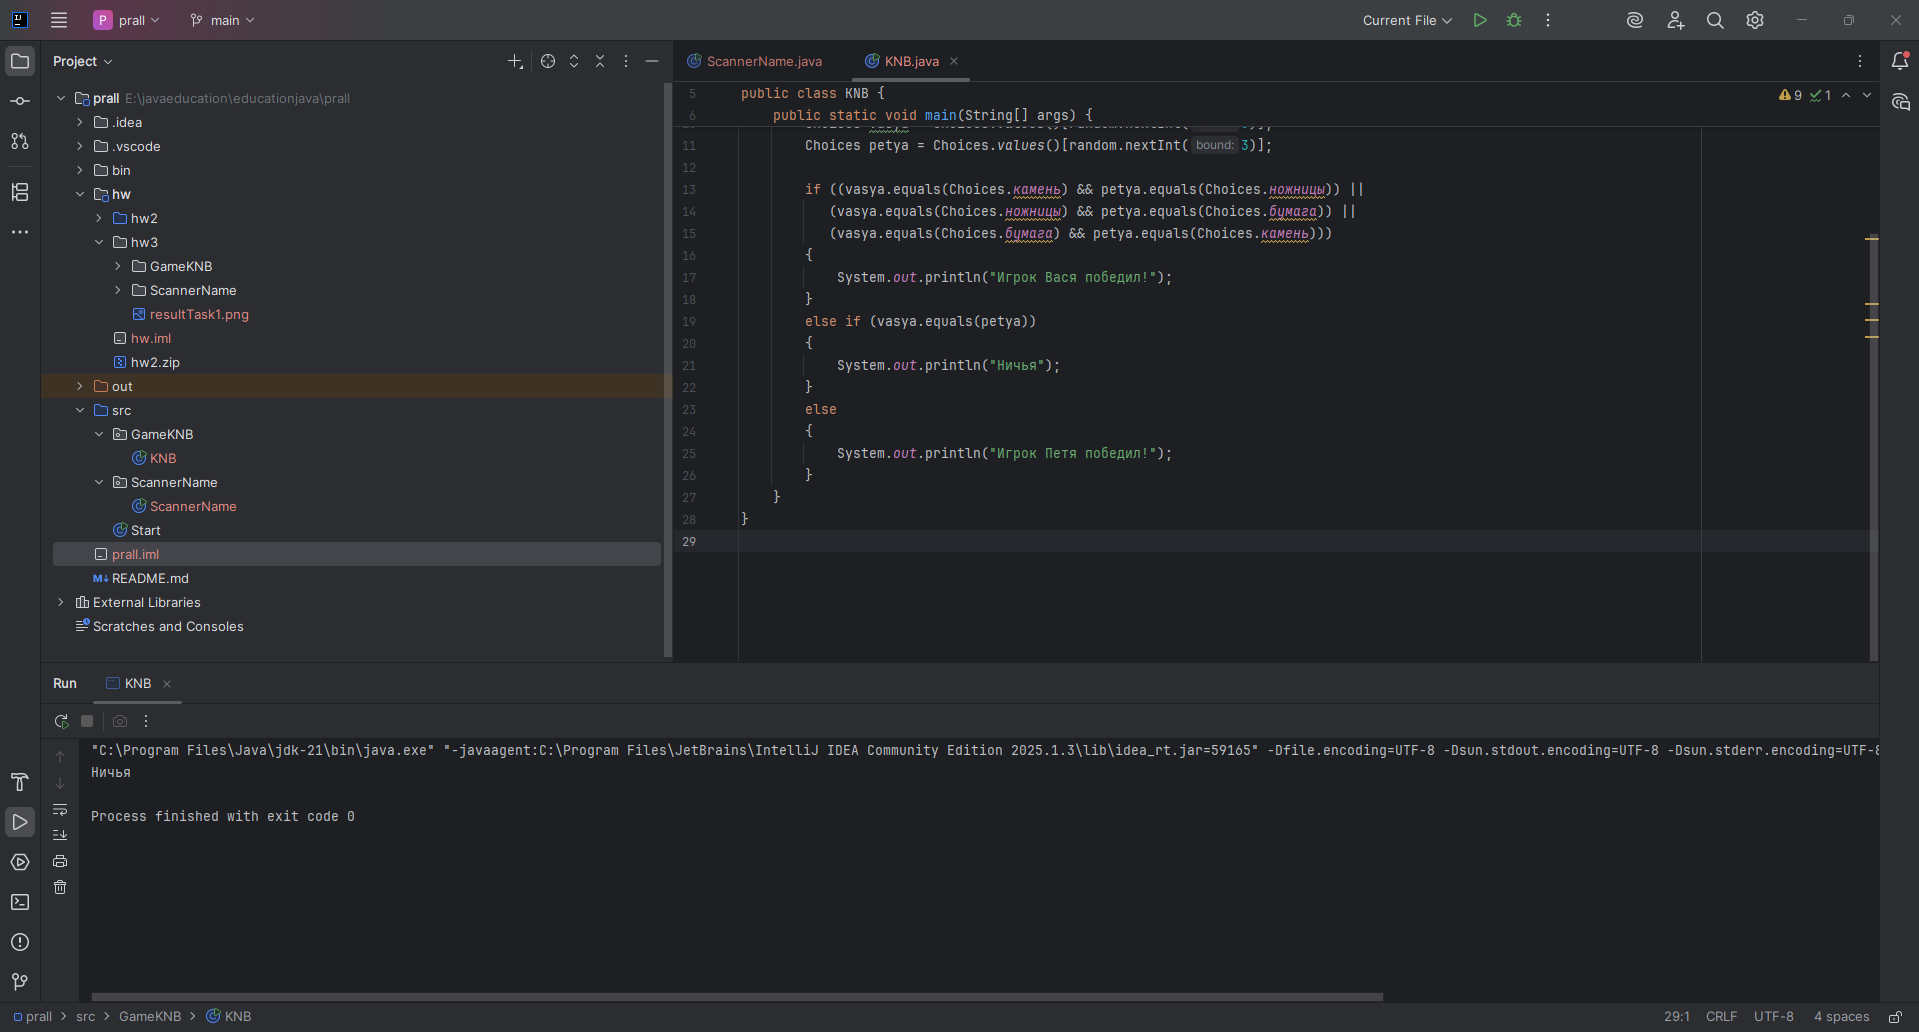 P prall
main
Current File
Project
prall E:\javaeducation\educationjava\prall
.idea
.vscode
bin
hw
hw2
hw3
GameKNB
ScannerName
resultTask1.png
hw.iml
hw2.zip
out
src
GameKNB
KNB
ScannerName
ScannerName
Start
prall.iml
M↓ README.md
External Libraries
Scratches and Consoles
ScannerName.java
KNB.java
9 1
5 public class KNB {
6 public static void main(String[] args) {
11 Choices petya = Choices.values()[random.nextInt( bound: 3)];
12
13 if ((vasya.equals(Choices.камень) && petya.equals(Choices.ножницы)) ||
14 (vasya.equals(Choices.ножницы) && petya.equals(Choices.бумага)) ||
15 (vasya.equals(Choices.бумага) && petya.equals(Choices.камень)))
16 {
17 System.out.println("Игрок Вася победил!");
18 }
19 else if (vasya.equals(petya))
20 {
21 System.out.println("Ничья");
22 }
23 else
24 {
25 System.out.println("Игрок Петя победил!");
26 }
27 }
28 }
29
Run KNB
"C:\Program Files\Java\jdk-21\bin\java.exe" "-javaagent:C:\Program Files\JetBrains\IntelliJ IDEA Community Edition 2025.1.3\lib\idea_rt.jar=59165" -Dfile.encoding=UTF-8 -Dsun.stdout.encoding=UTF-8 -Dsun.stderr.encoding=UTF-8
Ничья
Process finished with exit code 0
prall > src > GameKNB > KNB
29:1 CRLF UTF-8 4 spaces